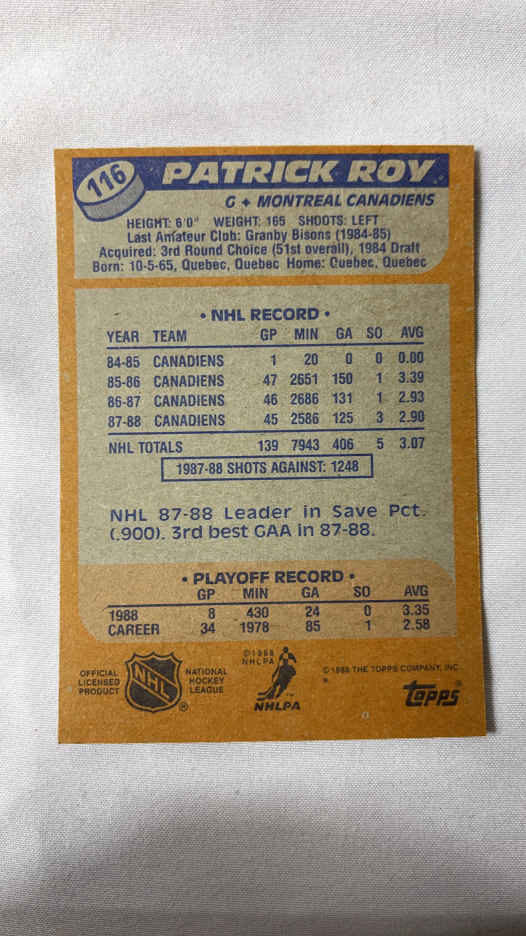 116 PATRICK ROY
G ♦ MONTREAL CANADIENS
HEIGHT: 6'0" WEIGHT: 165 SHOOTS: LEFT
Last Amateur Club: Granby Bisons (1984-85)
Acquired: 3rd Round Choice (51st overall), 1984 Draft
Born: 10-5-65, Quebec, Quebec Home: Quebec, Quebec
• NHL RECORD •
YEAR TEAM GP MIN GA SO AVG
84-85 CANADIENS 1 20 0 0 0.00
85-86 CANADIENS 47 2651 150 1 3.39
86-87 CANADIENS 46 2686 131 1 2.93
87-88 CANADIENS 45 2586 125 3 2.90
NHL TOTALS 139 7943 406 5 3.07
1987-88 SHOTS AGAINST: 1248
NHL 87-88 Leader in Save Pct.
(.900). 3rd best GAA in 87-88.
• PLAYOFF RECORD •
GP MIN GA SO AVG
1988 8 430 24 0 3.35
CAREER 34 1978 85 1 2.58
OFFICIAL
LICENSED
PRODUCT
NHL ®
NATIONAL
HOCKEY
LEAGUE
©1988
NHLPA
™
NHLPA
©1988 THE TOPPS COMPANY, INC.
*
topps®